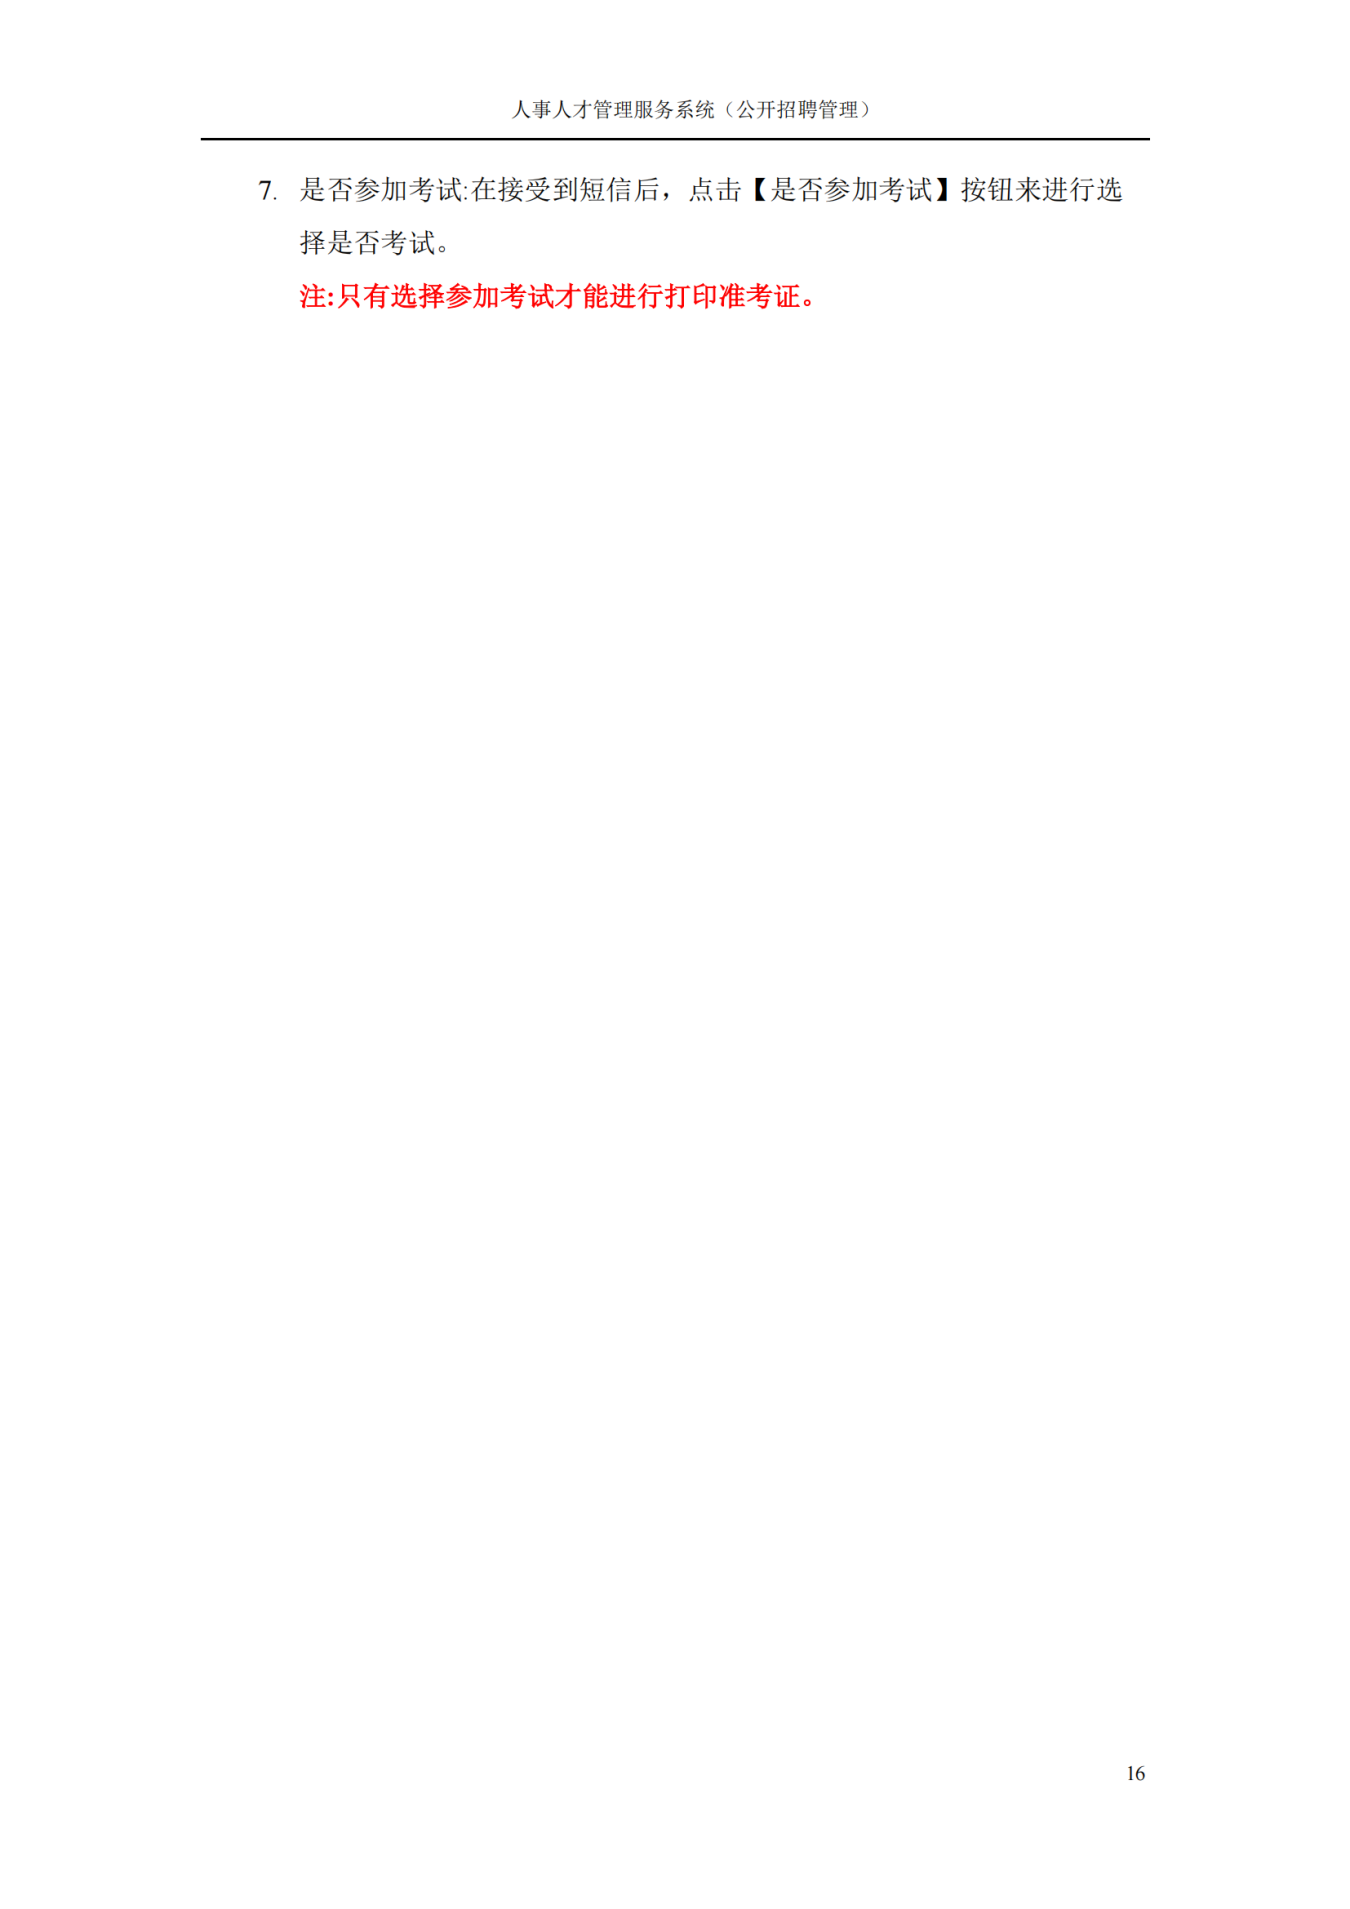 人事人才管理服务系统（公开招聘管理）
7. 是否参加考试:在接受到短信后，点击【是否参加考试】按钮来进行选
择是否考试。
注:只有选择参加考试才能进行打印准考证。
16